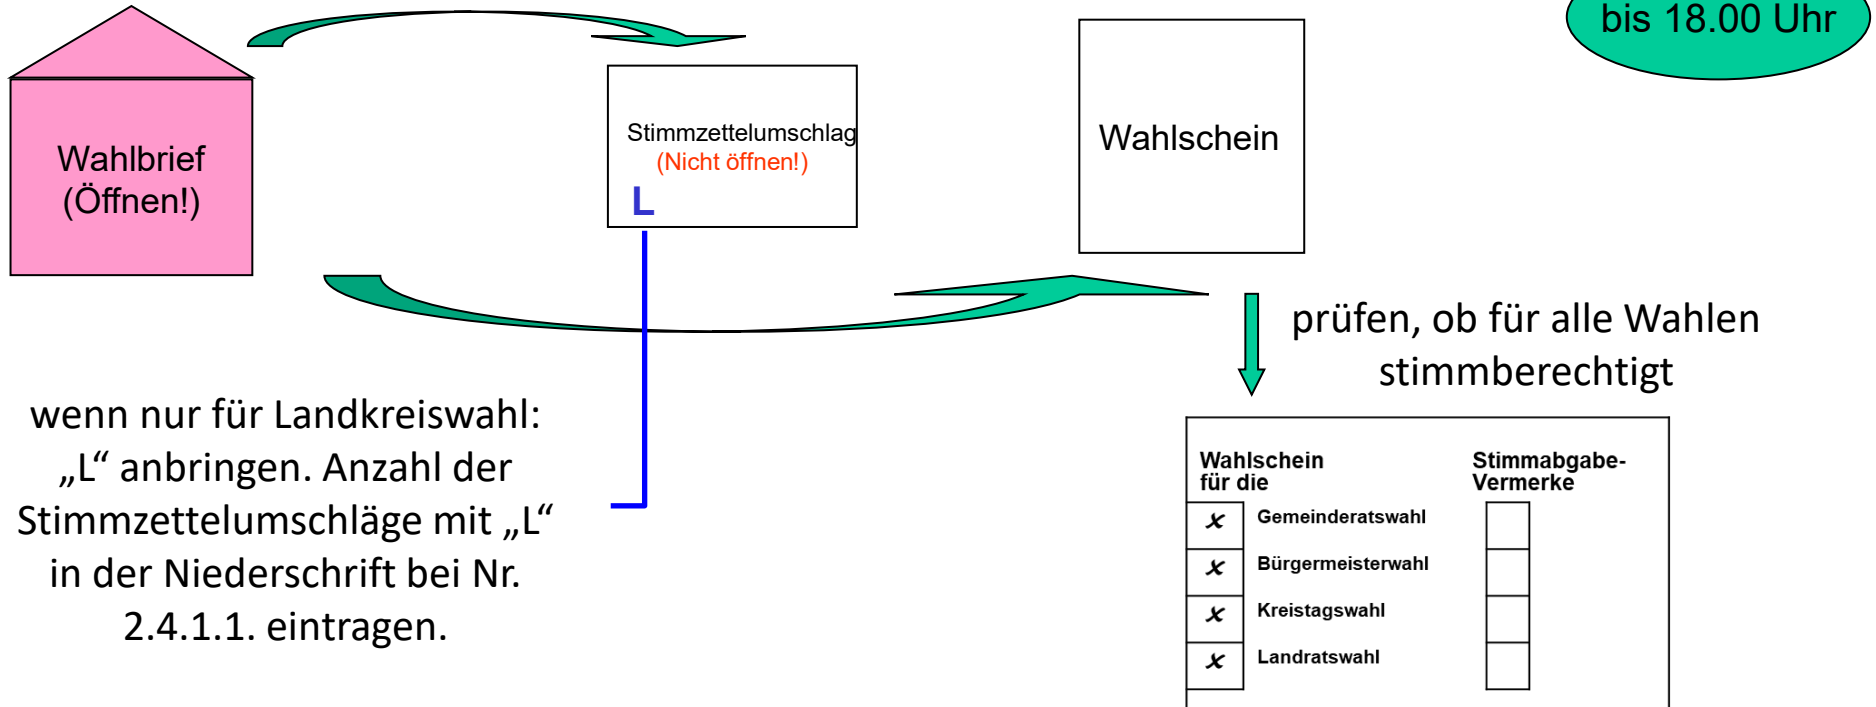 bis 18.00 Uhr
Wahlbrief
(Öffnen!)
Stimmzettelumschlag
(Nicht öffnen!)
L
Wahlschein
prüfen, ob für alle Wahlen
stimmberechtigt
wenn nur für Landkreiswahl:
„L“ anbringen. Anzahl der
Stimmzettelumschläge mit „L“
in der Niederschrift bei Nr.
2.4.1.1. eintragen.
Wahlschein
für die
Stimmabgabe-
Vermerke
x Gemeinderatswahl
x Bürgermeisterwahl
x Kreistagswahl
x Landratswahl